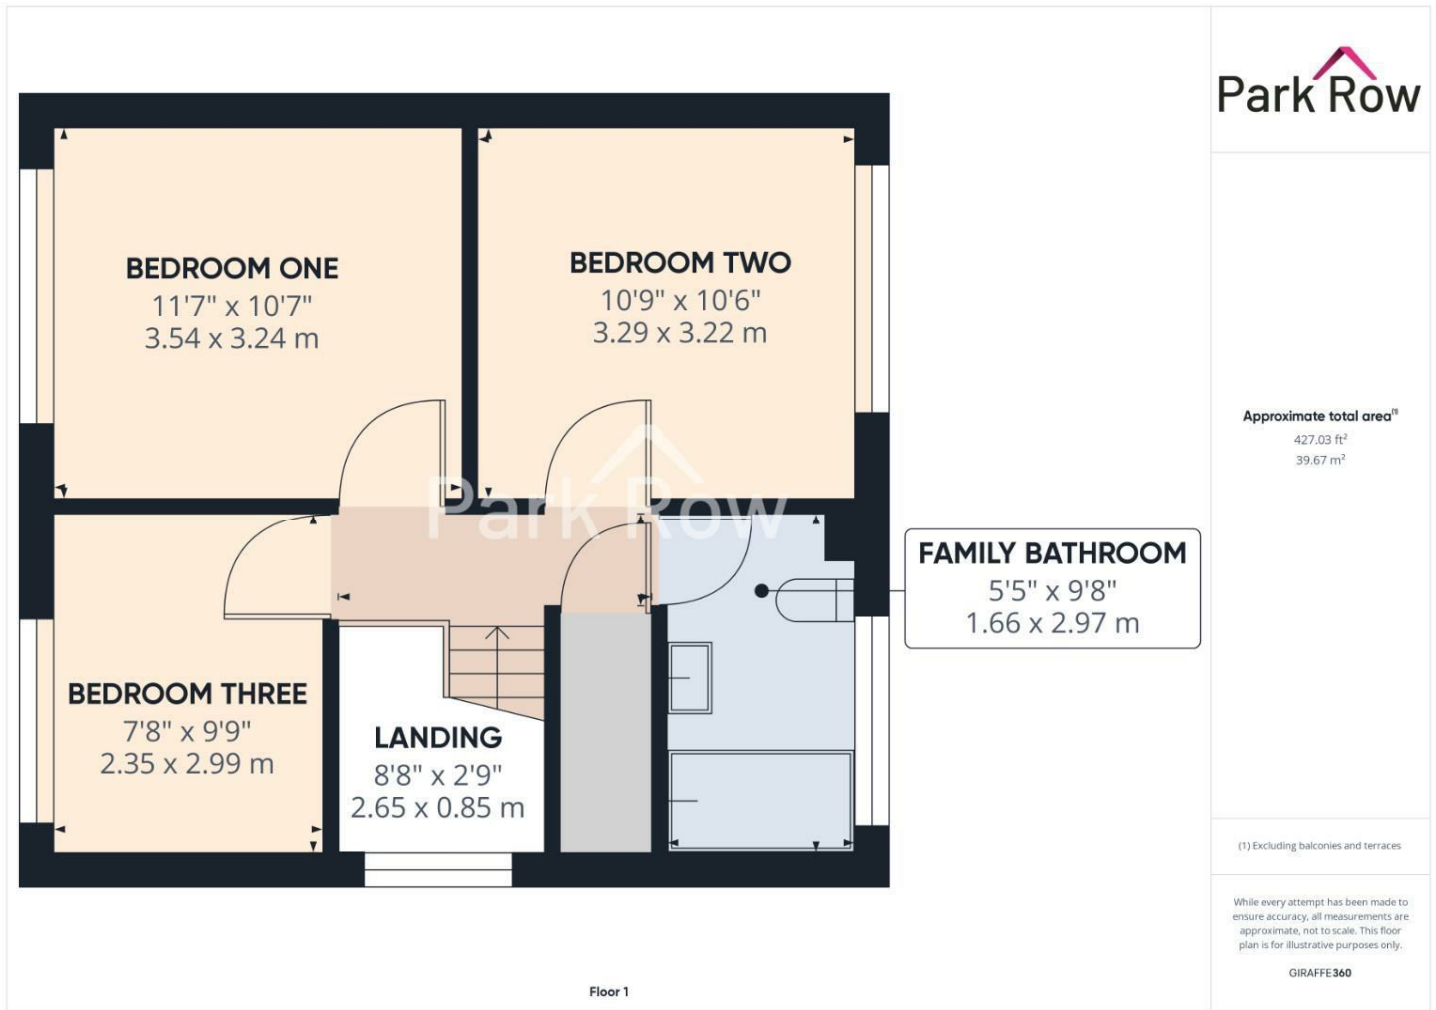 Park Row
BEDROOM ONE
11'7" x 10'7"
3.54 x 3.24 m
BEDROOM TWO
10'9" x 10'6"
3.29 x 3.22 m
Park Row
FAMILY BATHROOM
5'5" x 9'8"
1.66 x 2.97 m
BEDROOM THREE
7'8" x 9'9"
2.35 x 2.99 m
LANDING
8'8" x 2'9"
2.65 x 0.85 m
Floor 1
Approximate total area(1)
427.03 ft²
39.67 m²
(1) Excluding balconies and terraces
While every attempt has been made to
ensure accuracy, all measurements are
approximate, not to scale. This floor
plan is for illustrative purposes only.
GIRAFFE360